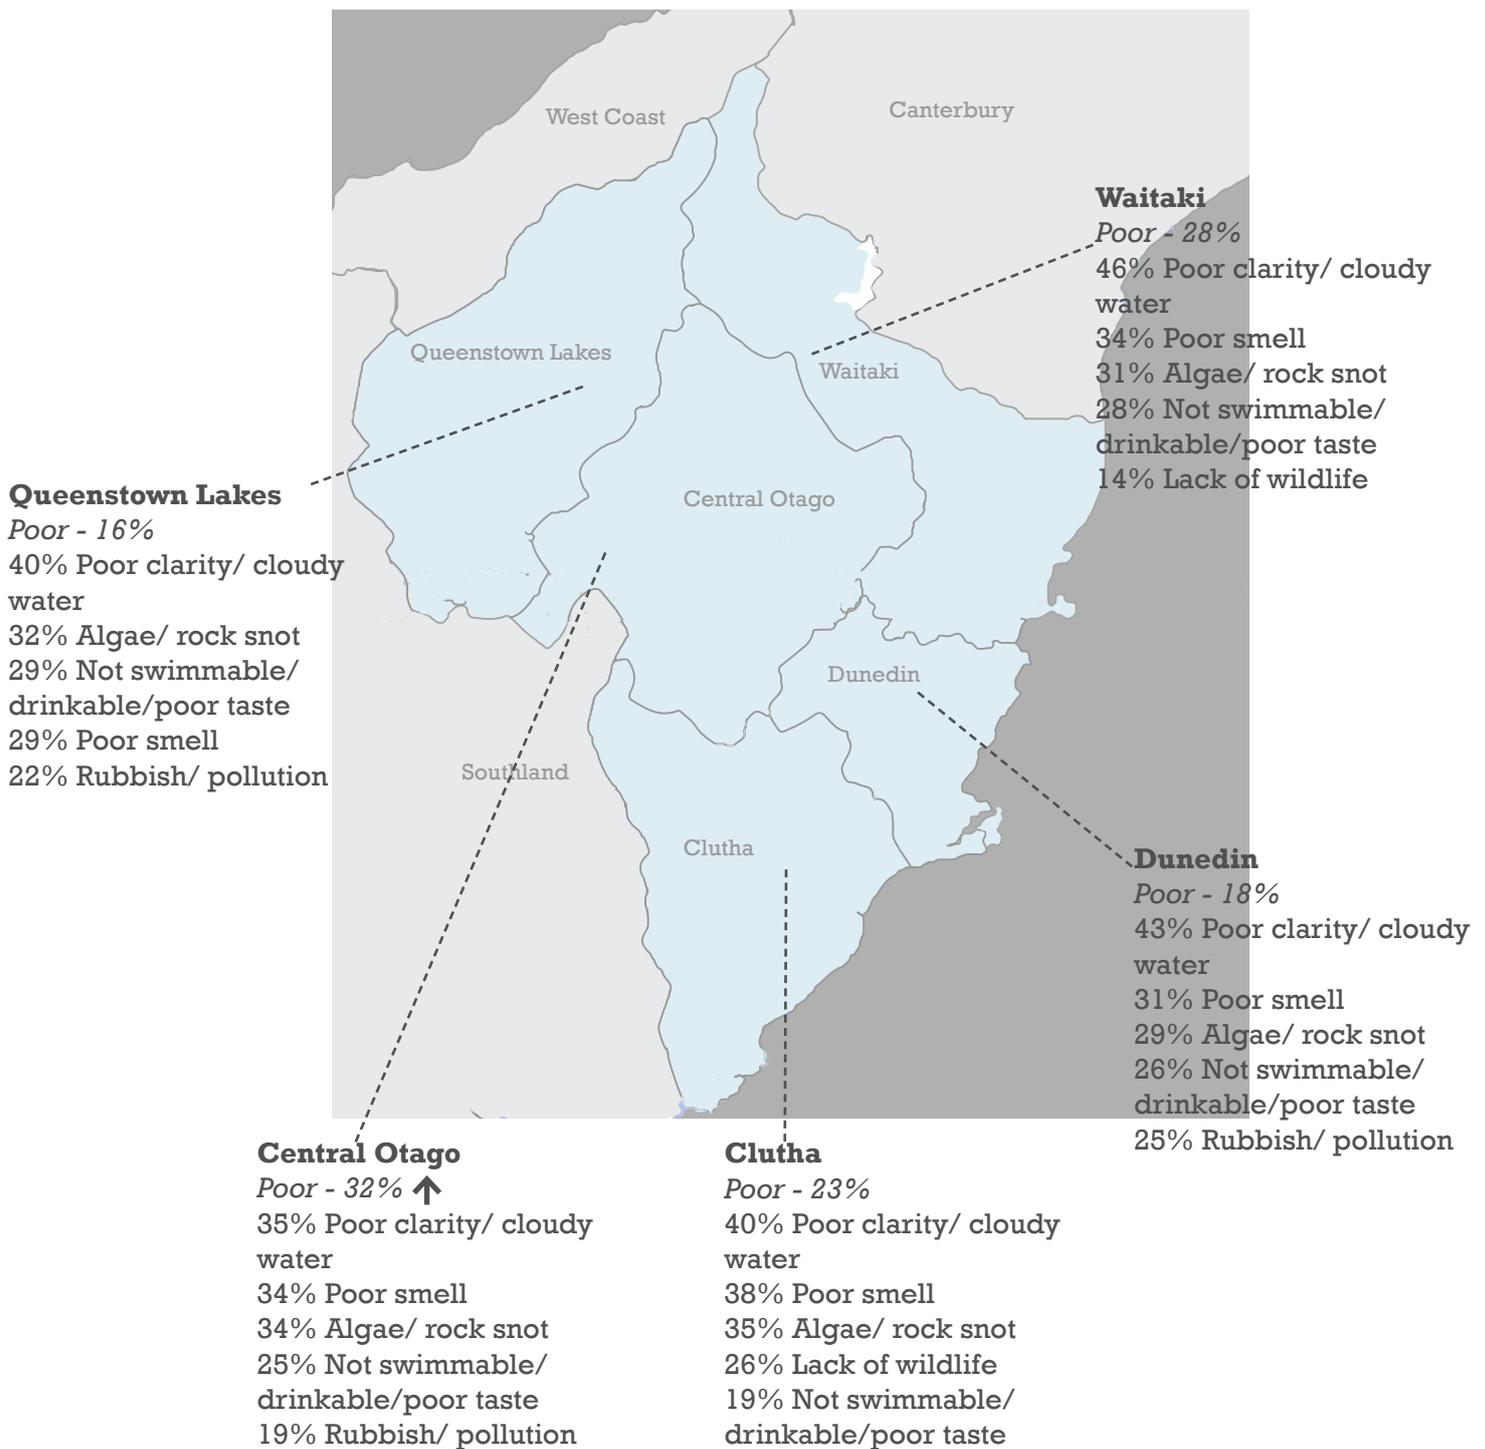 West Coast
Canterbury
Waitaki
Poor - 28%
46% Poor clarity/ cloudy
water
34% Poor smell
31% Algae/ rock snot
28% Not swimmable/
drinkable/poor taste
14% Lack of wildlife
Queenstown Lakes
Waitaki
Central Otago
Queenstown Lakes
Poor - 16%
40% Poor clarity/ cloudy
water
32% Algae/ rock snot
29% Not swimmable/
drinkable/poor taste
29% Poor smell
22% Rubbish/ pollution
Dunedin
Southland
Clutha
Dunedin
Poor - 18%
43% Poor clarity/ cloudy
water
31% Poor smell
29% Algae/ rock snot
26% Not swimmable/
drinkable/poor taste
25% Rubbish/ pollution
Central Otago
Poor - 32%
35% Poor clarity/ cloudy
water
34% Poor smell
34% Algae/ rock snot
25% Not swimmable/
drinkable/poor taste
19% Rubbish/ pollution
Clutha
Poor - 23%
40% Poor clarity/ cloudy
water
38% Poor smell
35% Algae/ rock snot
26% Lack of wildlife
19% Not swimmable/
drinkable/poor taste